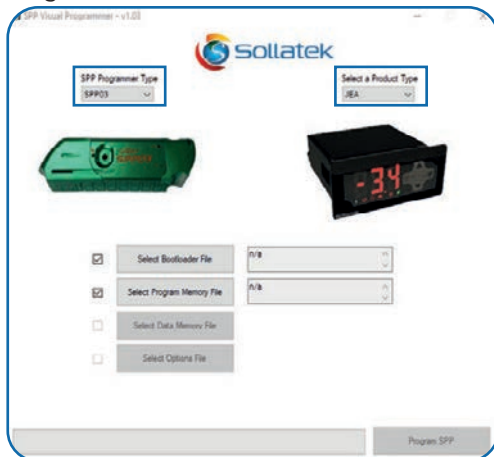 SPP Visual Programmer - v1.03
Sollatek
SPP Programmer Type
Select a Product Type
SPP03
JEA
-34
Select Bootloader File
n/a
Select Program Memory File
n/a
Select Data Memory File
Select Options File
Program SPP